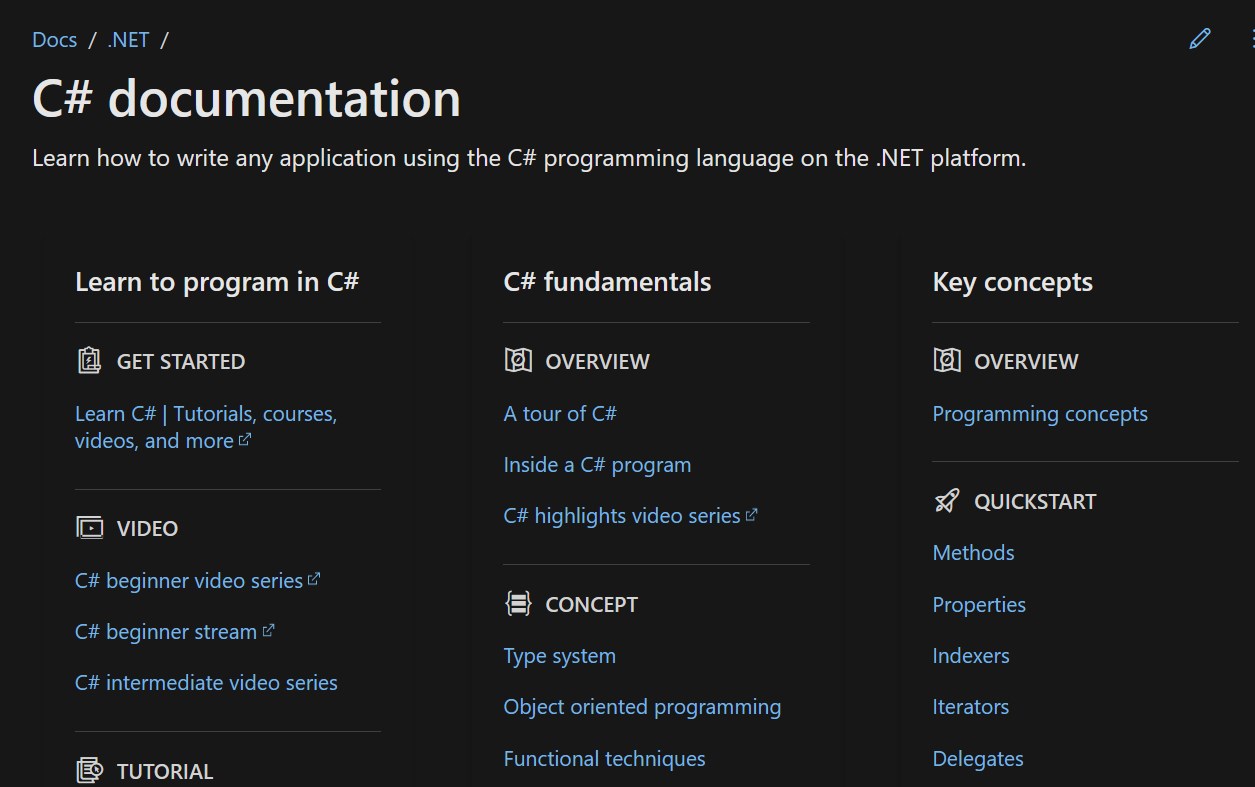 Docs / .NET /
C# documentation
Learn how to write any application using the C# programming language on the .NET platform.
Learn to program in C#
GET STARTED
Learn C# | Tutorials, courses,
videos, and more
VIDEO
C# beginner video series
C# beginner stream
C# intermediate video series
TUTORIAL
C# fundamentals
OVERVIEW
A tour of C#
Inside a C# program
C# highlights video series
CONCEPT
Type system
Object oriented programming
Functional techniques
Key concepts
OVERVIEW
Programming concepts
QUICKSTART
Methods
Properties
Indexers
Iterators
Delegates